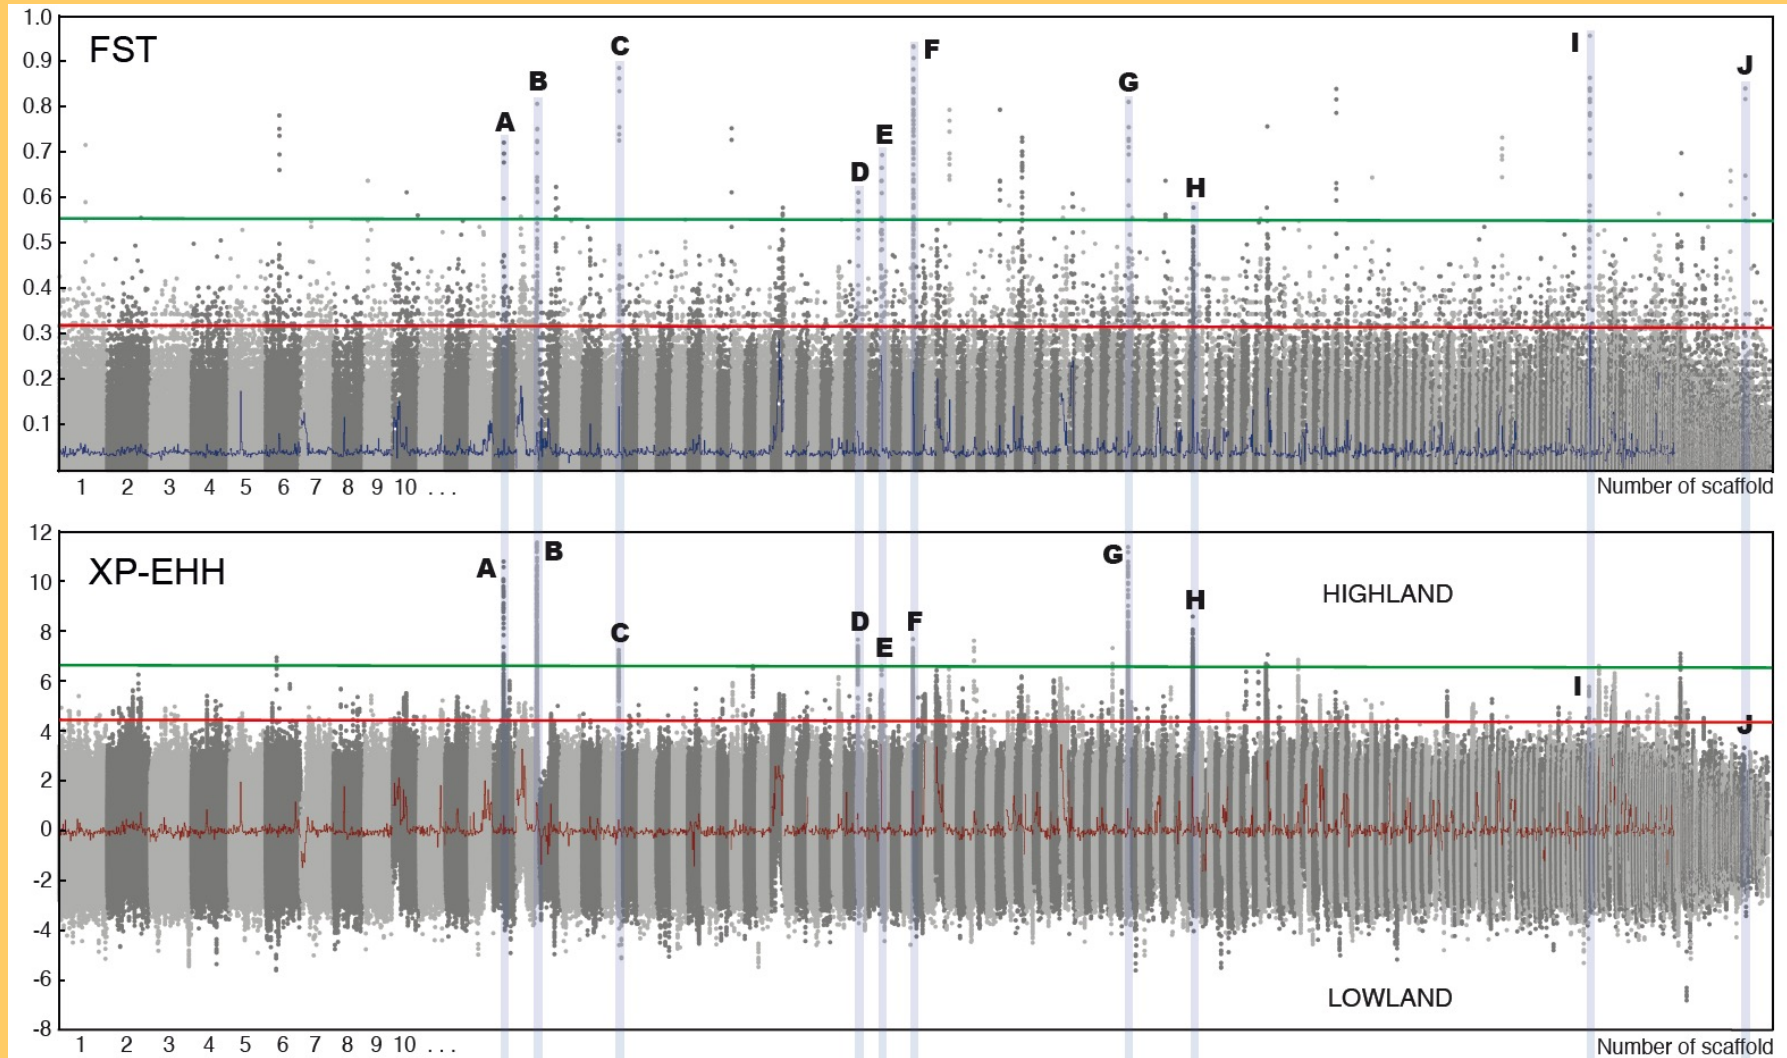 FST
1.0
0.9
0.8
0.7
0.6
0.5
0.4
0.3
0.2
0.1
A
B
C
D
E
F
G
H
I
J
1 2 3 4 5 6 7 8 9 10 ...
Number of scaffold
XP-EHH
12
10
8
6
4
2
0
-2
-4
-6
-8
A
B
C
D
E
F
G
H
I
J
HIGHLAND
LOWLAND
1 2 3 4 5 6 7 8 9 10 ...
Number of scaffold